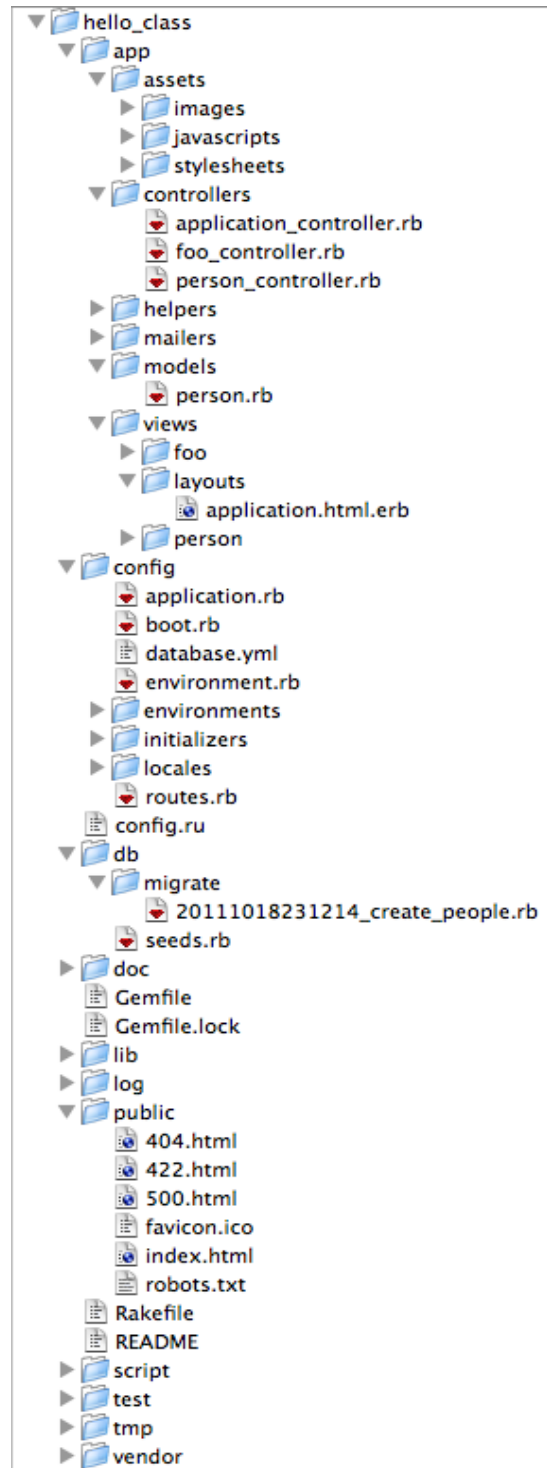 hello_class
app
assets
images
javascripts
stylesheets
controllers
application_controller.rb
foo_controller.rb
person_controller.rb
helpers
mailers
models
person.rb
views
foo
layouts
application.html.erb
person
config
application.rb
boot.rb
database.yml
environment.rb
environments
initializers
locales
routes.rb
config.ru
db
migrate
20111018231214_create_people.rb
seeds.rb
doc
Gemfile
Gemfile.lock
lib
log
public
404.html
422.html
500.html
favicon.ico
index.html
robots.txt
Rakefile
README
script
test
tmp
vendor